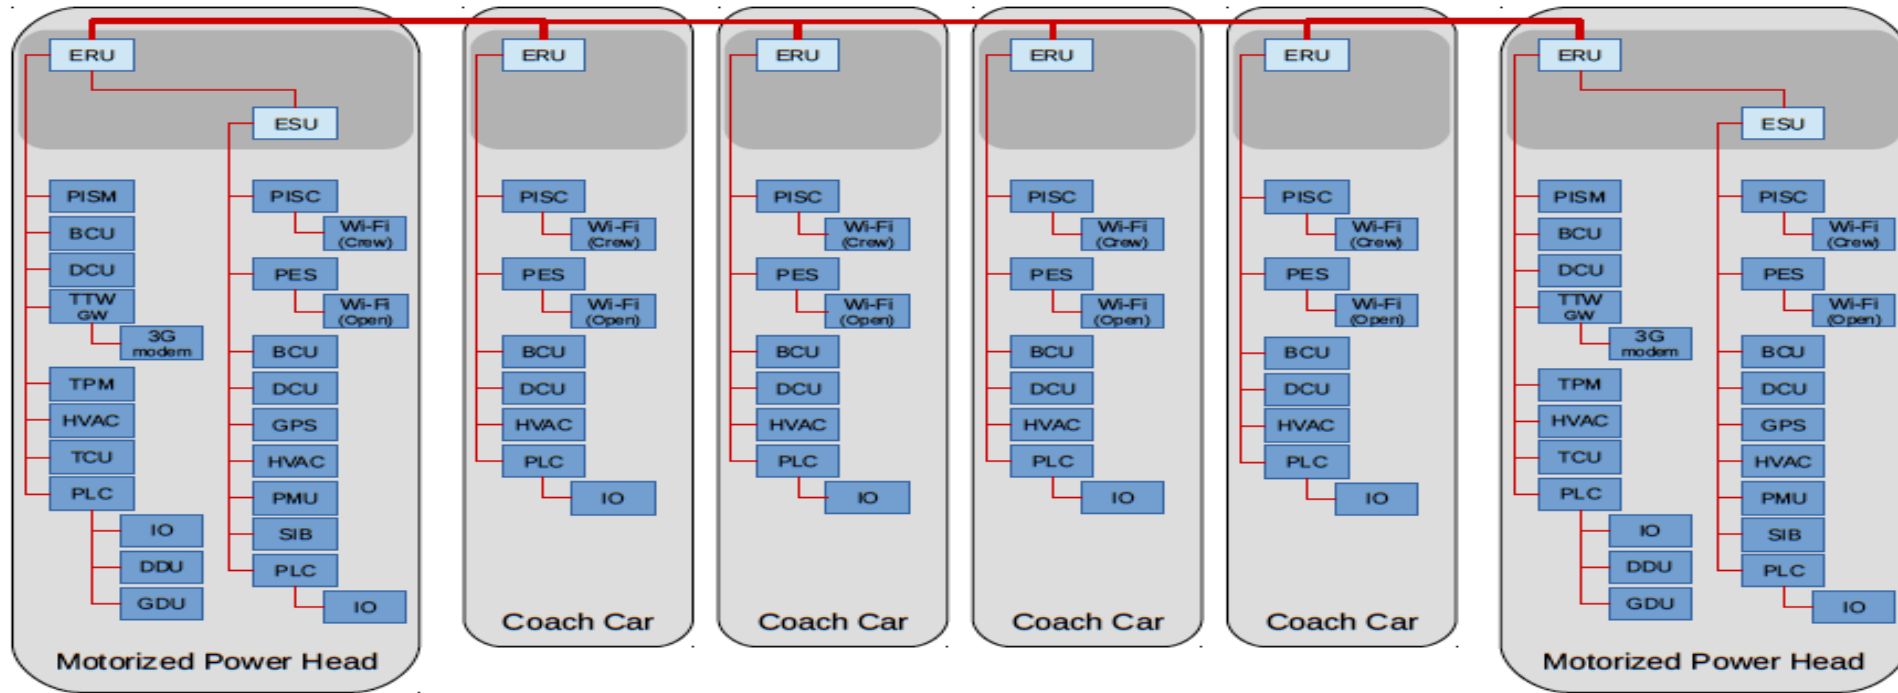 ERU
ESU
PISM
BCU
DCU
TTW
GW
3G
modem
TPM
HVAC
TCU
PLC
IO
DDU
GDU
PISC
Wi-Fi
(Crew)
PES
Wi-Fi
(Open)
BCU
DCU
GPS
HVAC
PMU
SIB
PLC
IO
Motorized Power Head
ERU
PISC
Wi-Fi
(Crew)
PES
Wi-Fi
(Open)
BCU
DCU
HVAC
PLC
IO
Coach Car
ERU
PISC
Wi-Fi
(Crew)
PES
Wi-Fi
(Open)
BCU
DCU
HVAC
PLC
IO
Coach Car
ERU
PISC
Wi-Fi
(Crew)
PES
Wi-Fi
(Open)
BCU
DCU
HVAC
PLC
IO
Coach Car
ERU
PISC
Wi-Fi
(Crew)
PES
Wi-Fi
(Open)
BCU
DCU
HVAC
PLC
IO
Coach Car
ERU
ESU
PISM
BCU
DCU
TTW
GW
3G
modem
TPM
HVAC
TCU
PLC
IO
DDU
GDU
PISC
Wi-Fi
(Crew)
PES
Wi-Fi
(Open)
BCU
DCU
GPS
HVAC
PMU
SIB
PLC
IO
Motorized Power Head